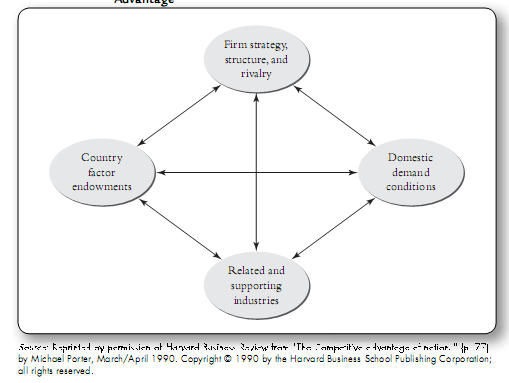 Advantage
Firm strategy,
structure, and
rivalry
Country
factor
endowments
Domestic
demand
conditions
Related and
supporting
industries
Source: Reprinted by permission of Harvard Business Review from "The Competitive advantage of nations," (p. 77)
by Michael Porter, March/April 1990. Copyright © 1990 by the Harvard Business School Publishing Corporation;
all rights reserved.